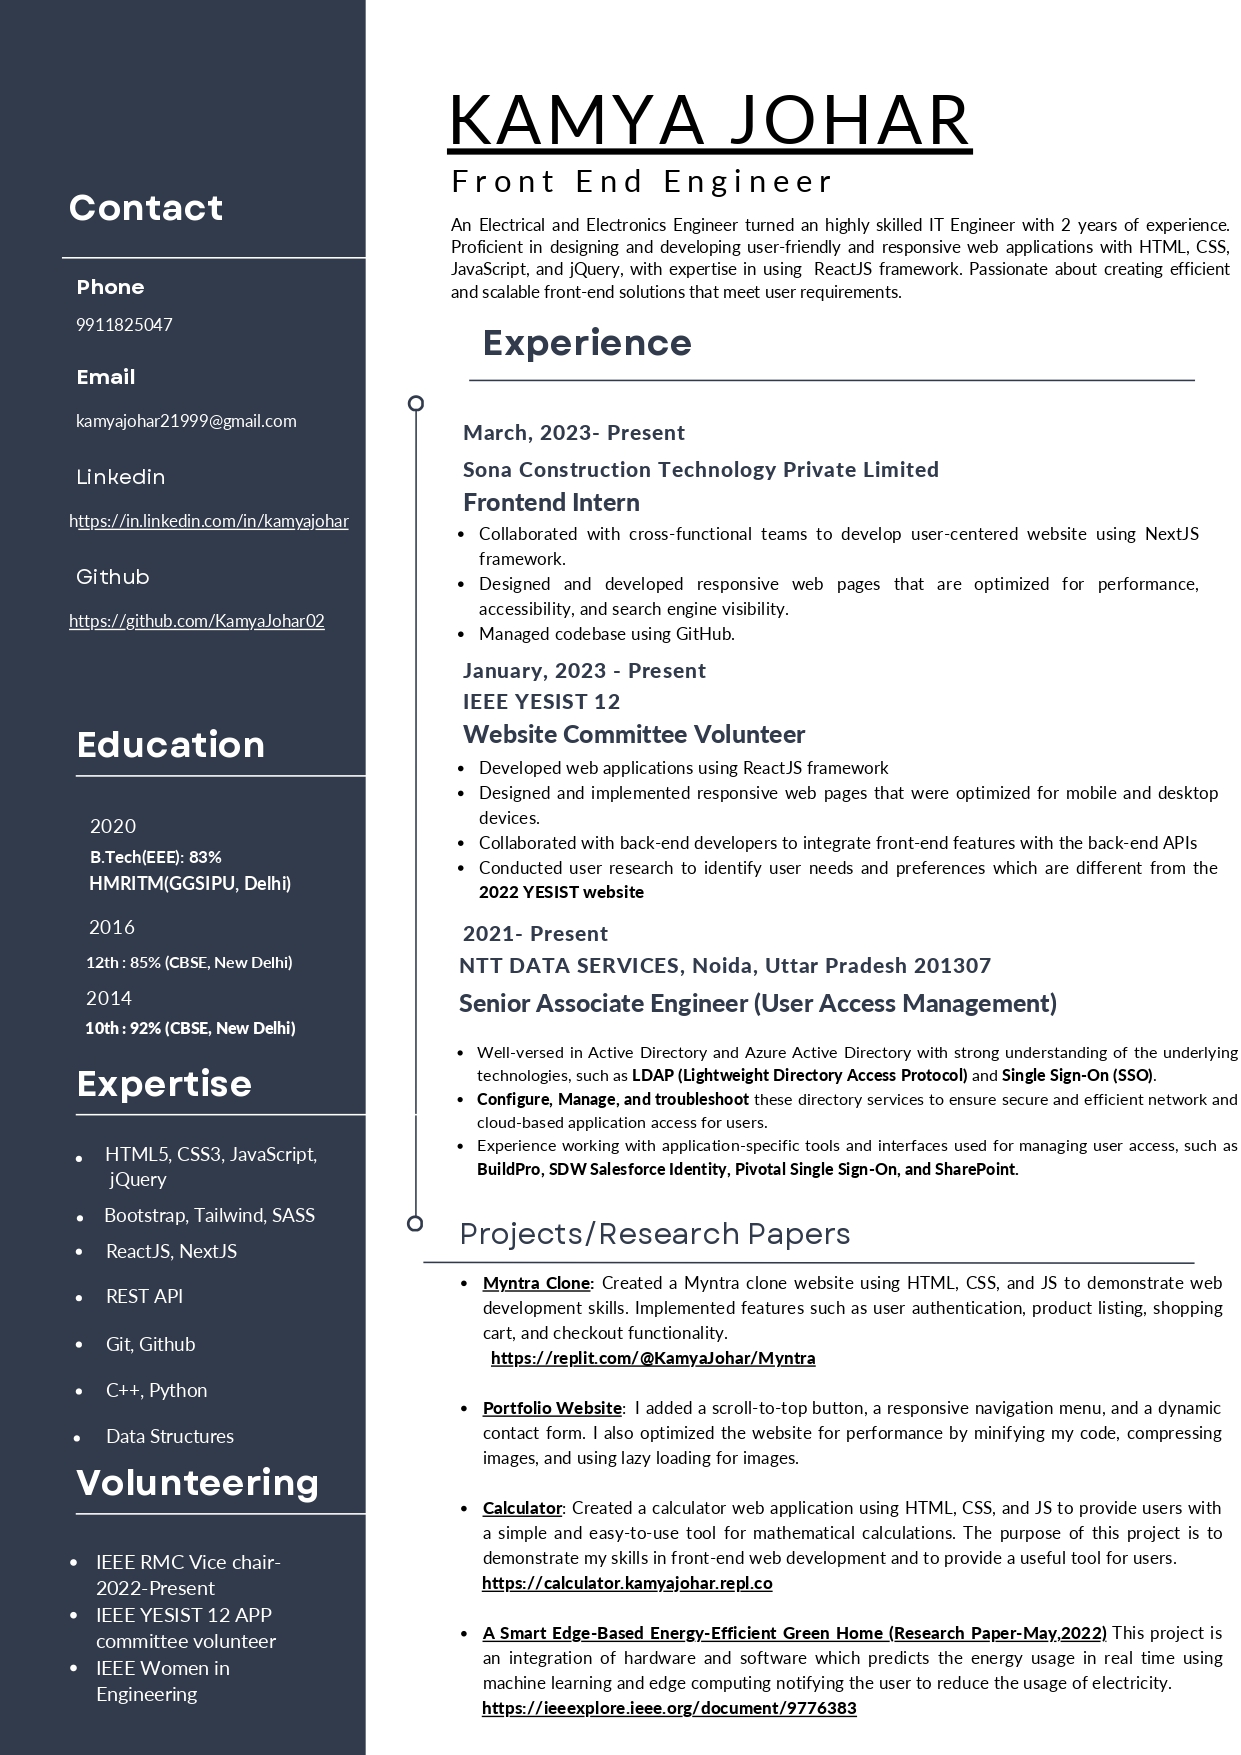 Contact
Phone
9911825047
Email
kamyajohar21999@gmail.com
Linkedin
https://in.linkedin.com/in/kamyajohar
Github
https://github.com/KamyaJohar02
Education
2020
B.Tech(EEE): 83%
HMRITM(GGSIPU, Delhi)
2016
12th : 85% (CBSE, New Delhi)
2014
10th : 92% (CBSE, New Delhi)
Expertise
• HTML5, CSS3, JavaScript,
jQuery
• Bootstrap, Tailwind, SASS
• ReactJS, NextJS
• REST API
• Git, Github
• C++, Python
• Data Structures
Volunteering
• IEEE RMC Vice chair-
2022-Present
• IEEE YESIST 12 APP
committee volunteer
• IEEE Women in
Engineering
KAMYA JOHAR
Front End Engineer
An Electrical and Electronics Engineer turned an highly skilled IT Engineer with 2 years of experience.
Proficient in designing and developing user-friendly and responsive web applications with HTML, CSS,
JavaScript, and jQuery, with expertise in using ReactJS framework. Passionate about creating efficient
and scalable front-end solutions that meet user requirements.
Experience
March, 2023- Present
Sona Construction Technology Private Limited
Frontend Intern
• Collaborated with cross-functional teams to develop user-centered website using NextJS
framework.
• Designed and developed responsive web pages that are optimized for performance,
accessibility, and search engine visibility.
• Managed codebase using GitHub.
January, 2023 - Present
IEEE YESIST 12
Website Committee Volunteer
• Developed web applications using ReactJS framework
• Designed and implemented responsive web pages that were optimized for mobile and desktop
devices.
• Collaborated with back-end developers to integrate front-end features with the back-end APIs
• Conducted user research to identify user needs and preferences which are different from the
2022 YESIST website
2021- Present
NTT DATA SERVICES, Noida, Uttar Pradesh 201307
Senior Associate Engineer (User Access Management)
• Well-versed in Active Directory and Azure Active Directory with strong understanding of the underlying
technologies, such as LDAP (Lightweight Directory Access Protocol) and Single Sign-On (SSO).
• Configure, Manage, and troubleshoot these directory services to ensure secure and efficient network and
cloud-based application access for users.
• Experience working with application-specific tools and interfaces used for managing user access, such as
BuildPro, SDW Salesforce Identity, Pivotal Single Sign-On, and SharePoint.
Projects/Research Papers
• Myntra Clone: Created a Myntra clone website using HTML, CSS, and JS to demonstrate web
development skills. Implemented features such as user authentication, product listing, shopping
cart, and checkout functionality.
https://replit.com/@KamyaJohar/Myntra
• Portfolio Website: I added a scroll-to-top button, a responsive navigation menu, and a dynamic
contact form. I also optimized the website for performance by minifying my code, compressing
images, and using lazy loading for images.
• Calculator: Created a calculator web application using HTML, CSS, and JS to provide users with
a simple and easy-to-use tool for mathematical calculations. The purpose of this project is to
demonstrate my skills in front-end web development and to provide a useful tool for users.
https://calculator.kamyajohar.repl.co
• A Smart Edge-Based Energy-Efficient Green Home (Research Paper-May,2022) This project is
an integration of hardware and software which predicts the energy usage in real time using
machine learning and edge computing notifying the user to reduce the usage of electricity.
https://ieeexplore.ieee.org/document/9776383